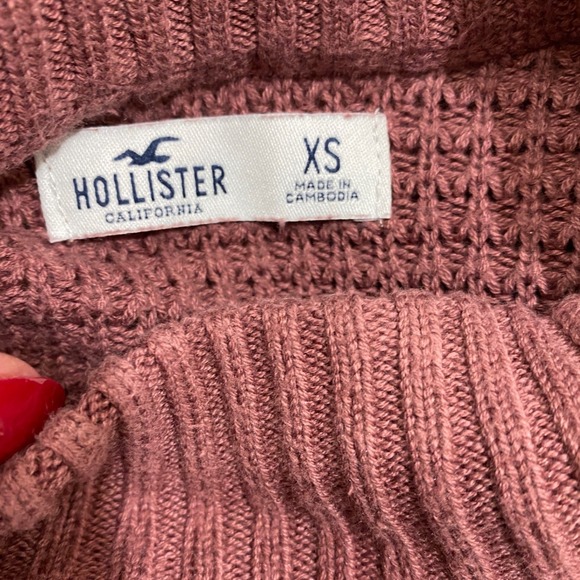 HOLLISTER
CALIFORNIA
XS
MADE IN
CAMBODIA